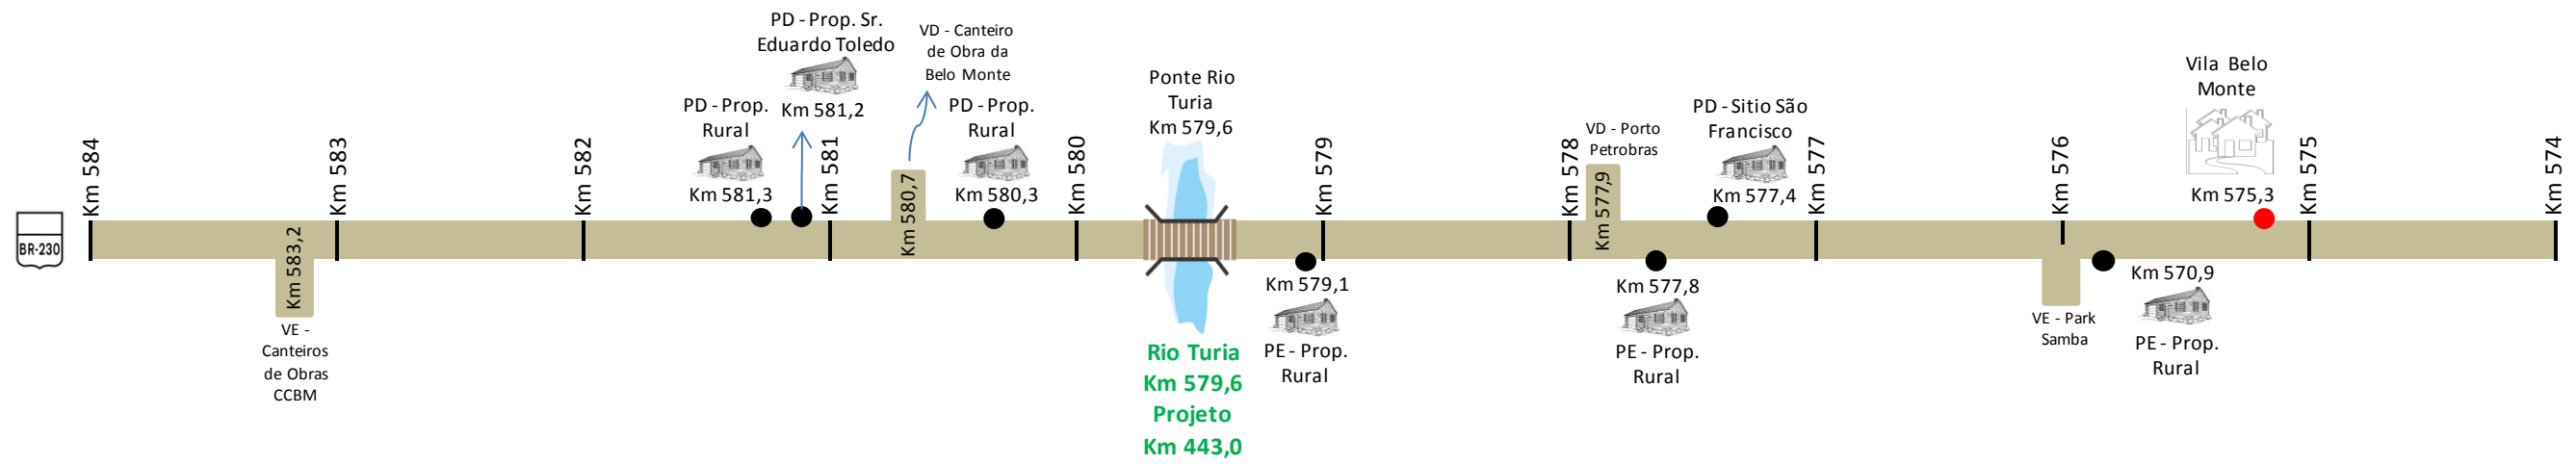 BR-230
Km 584
Km 583,2
VE -
Canteiros
de Obras
CCBM
Km 583
Km 582
PD - Prop.
Rural
Km 581,3
PD - Prop. Sr.
Eduardo Toledo
Km 581,2
Km 581
VD - Canteiro
de Obra da
Belo Monte
Km 580,7
PD - Prop.
Rural
Km 580,3
Km 580
Ponte Rio
Turia
Km 579,6
Rio Turia
Km 579,6
Projeto
Km 443,0
Km 579,1
PE - Prop.
Rural
Km 579
Km 578
VD - Porto
Petrobras
Km 577,9
Km 577,8
PE - Prop.
Rural
PD - Sitio São
Francisco
Km 577,4
Km 577
Km 576
VE - Park
Samba
Km 570,9
PE - Prop.
Rural
Vila Belo
Monte
Km 575,3
Km 575
Km 574